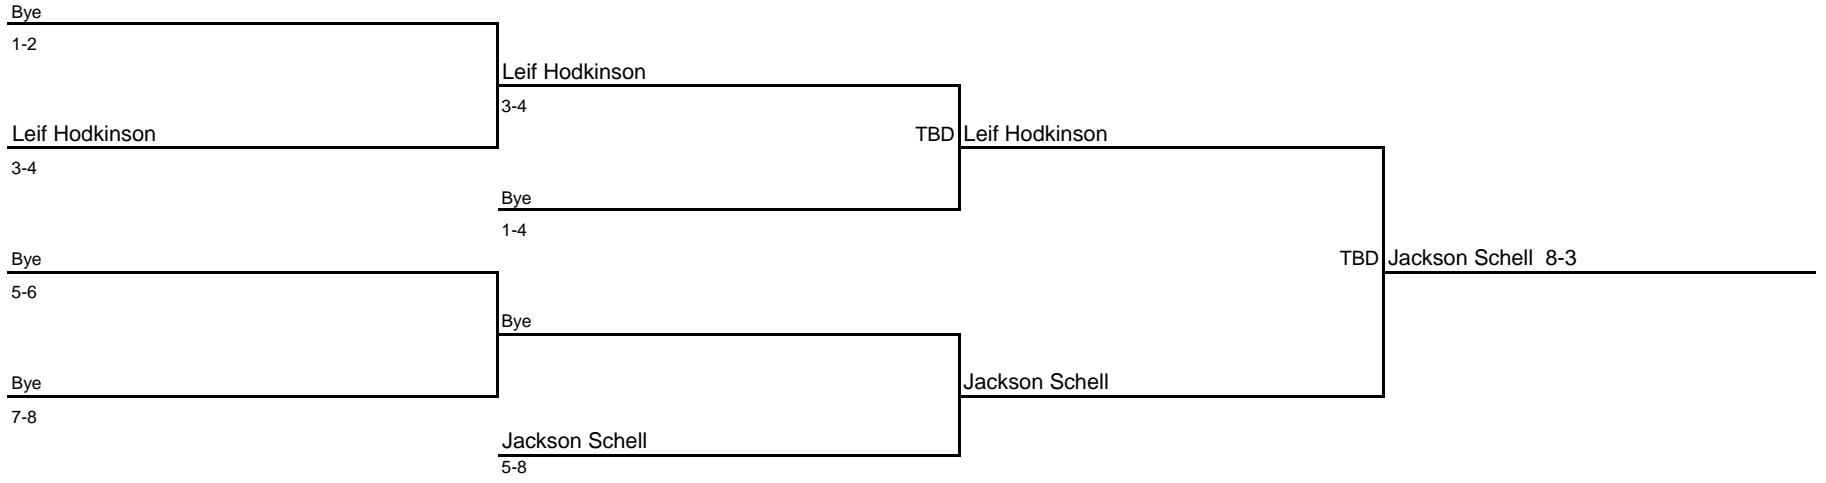 Bye
1-2
Leif Hodkinson
3-4
Leif Hodkinson
3-4
TBD Leif Hodkinson
Bye
1-4
Bye
5-6
TBD Jackson Schell 8-3
Bye
Bye
7-8
Jackson Schell
Jackson Schell
5-8